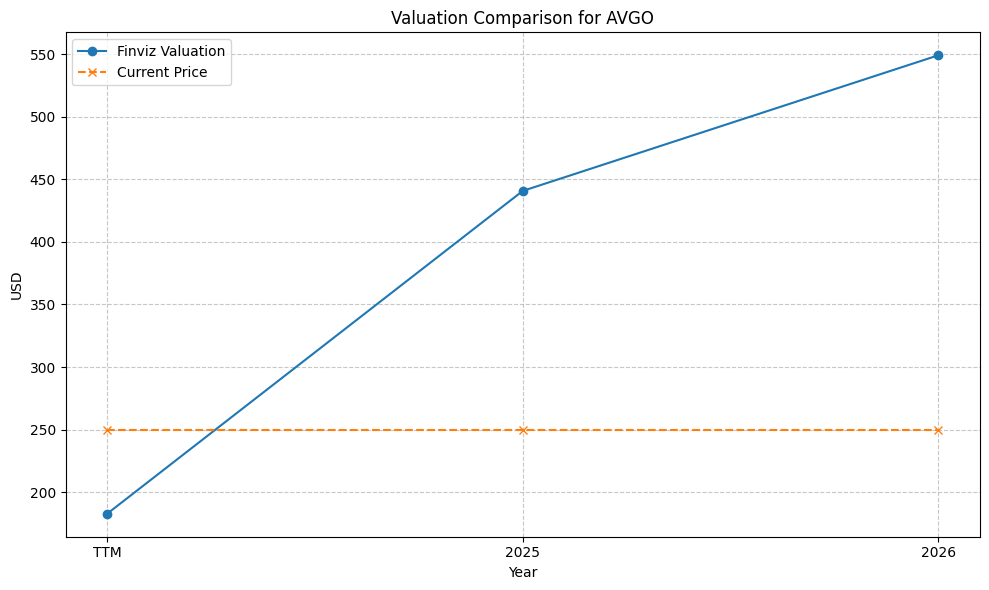 Valuation Comparison for AVGO
Finviz Valuation
Current Price
USD
550
500
450
400
350
300
250
200
TTM
2025
2026
Year